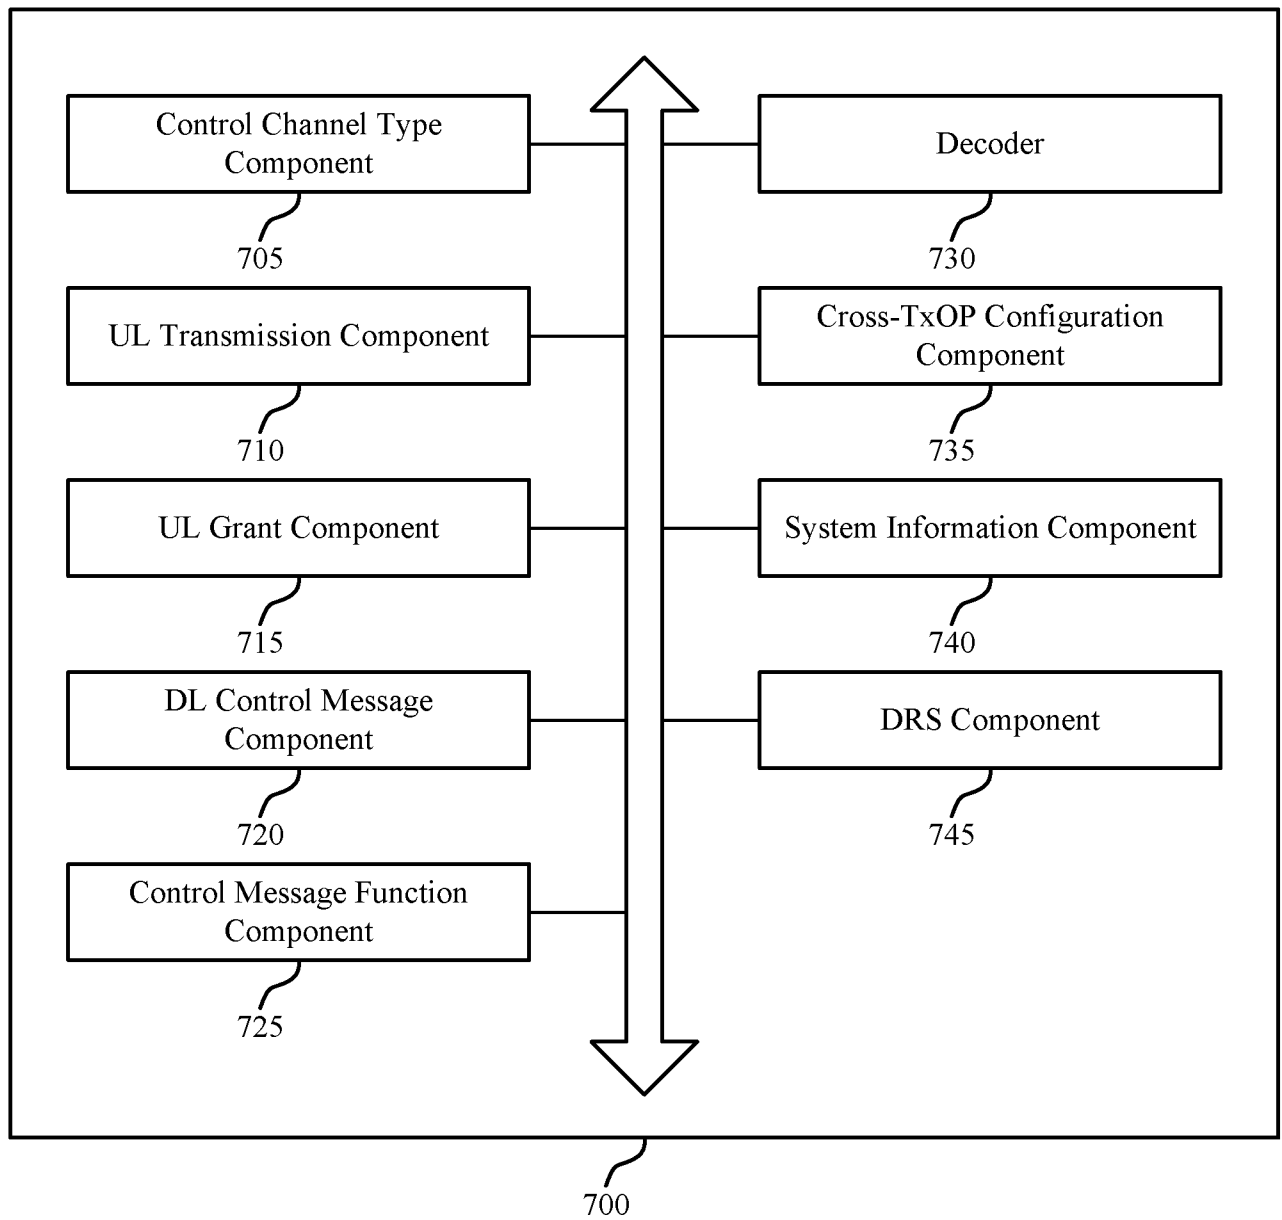 Control Channel Type
Component
705
UL Transmission Component
710
UL Grant Component
715
DL Control Message
Component
720
Control Message Function
Component
725
Decoder
730
Cross-TxOP Configuration
Component
735
System Information Component
740
DRS Component
745
700